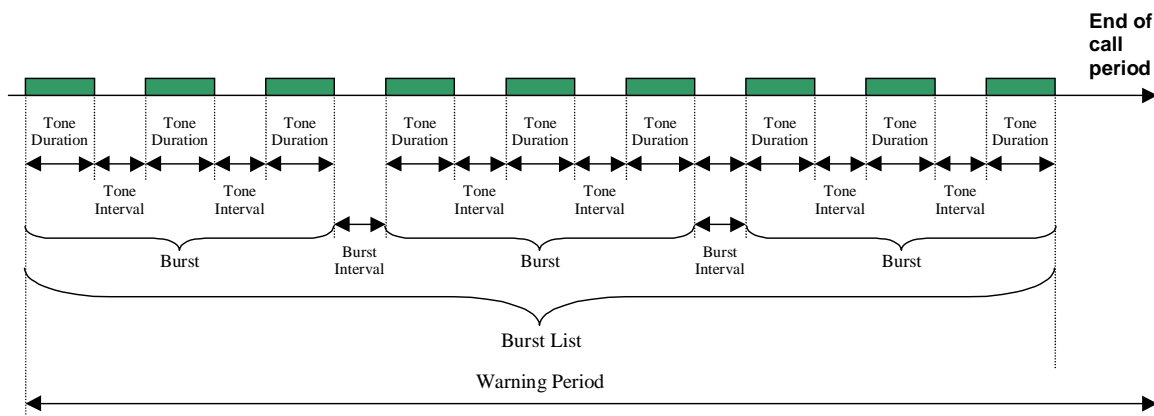 End of
call
period
Tone
Duration
Tone
Duration
Tone
Duration
Tone
Duration
Tone
Duration
Tone
Duration
Tone
Duration
Tone
Duration
Tone
Duration
Tone
Interval
Tone
Interval
Tone
Interval
Tone
Interval
Tone
Interval
Tone
Interval
Burst
Burst
Interval
Burst
Burst
Interval
Burst
Burst List
Warning Period